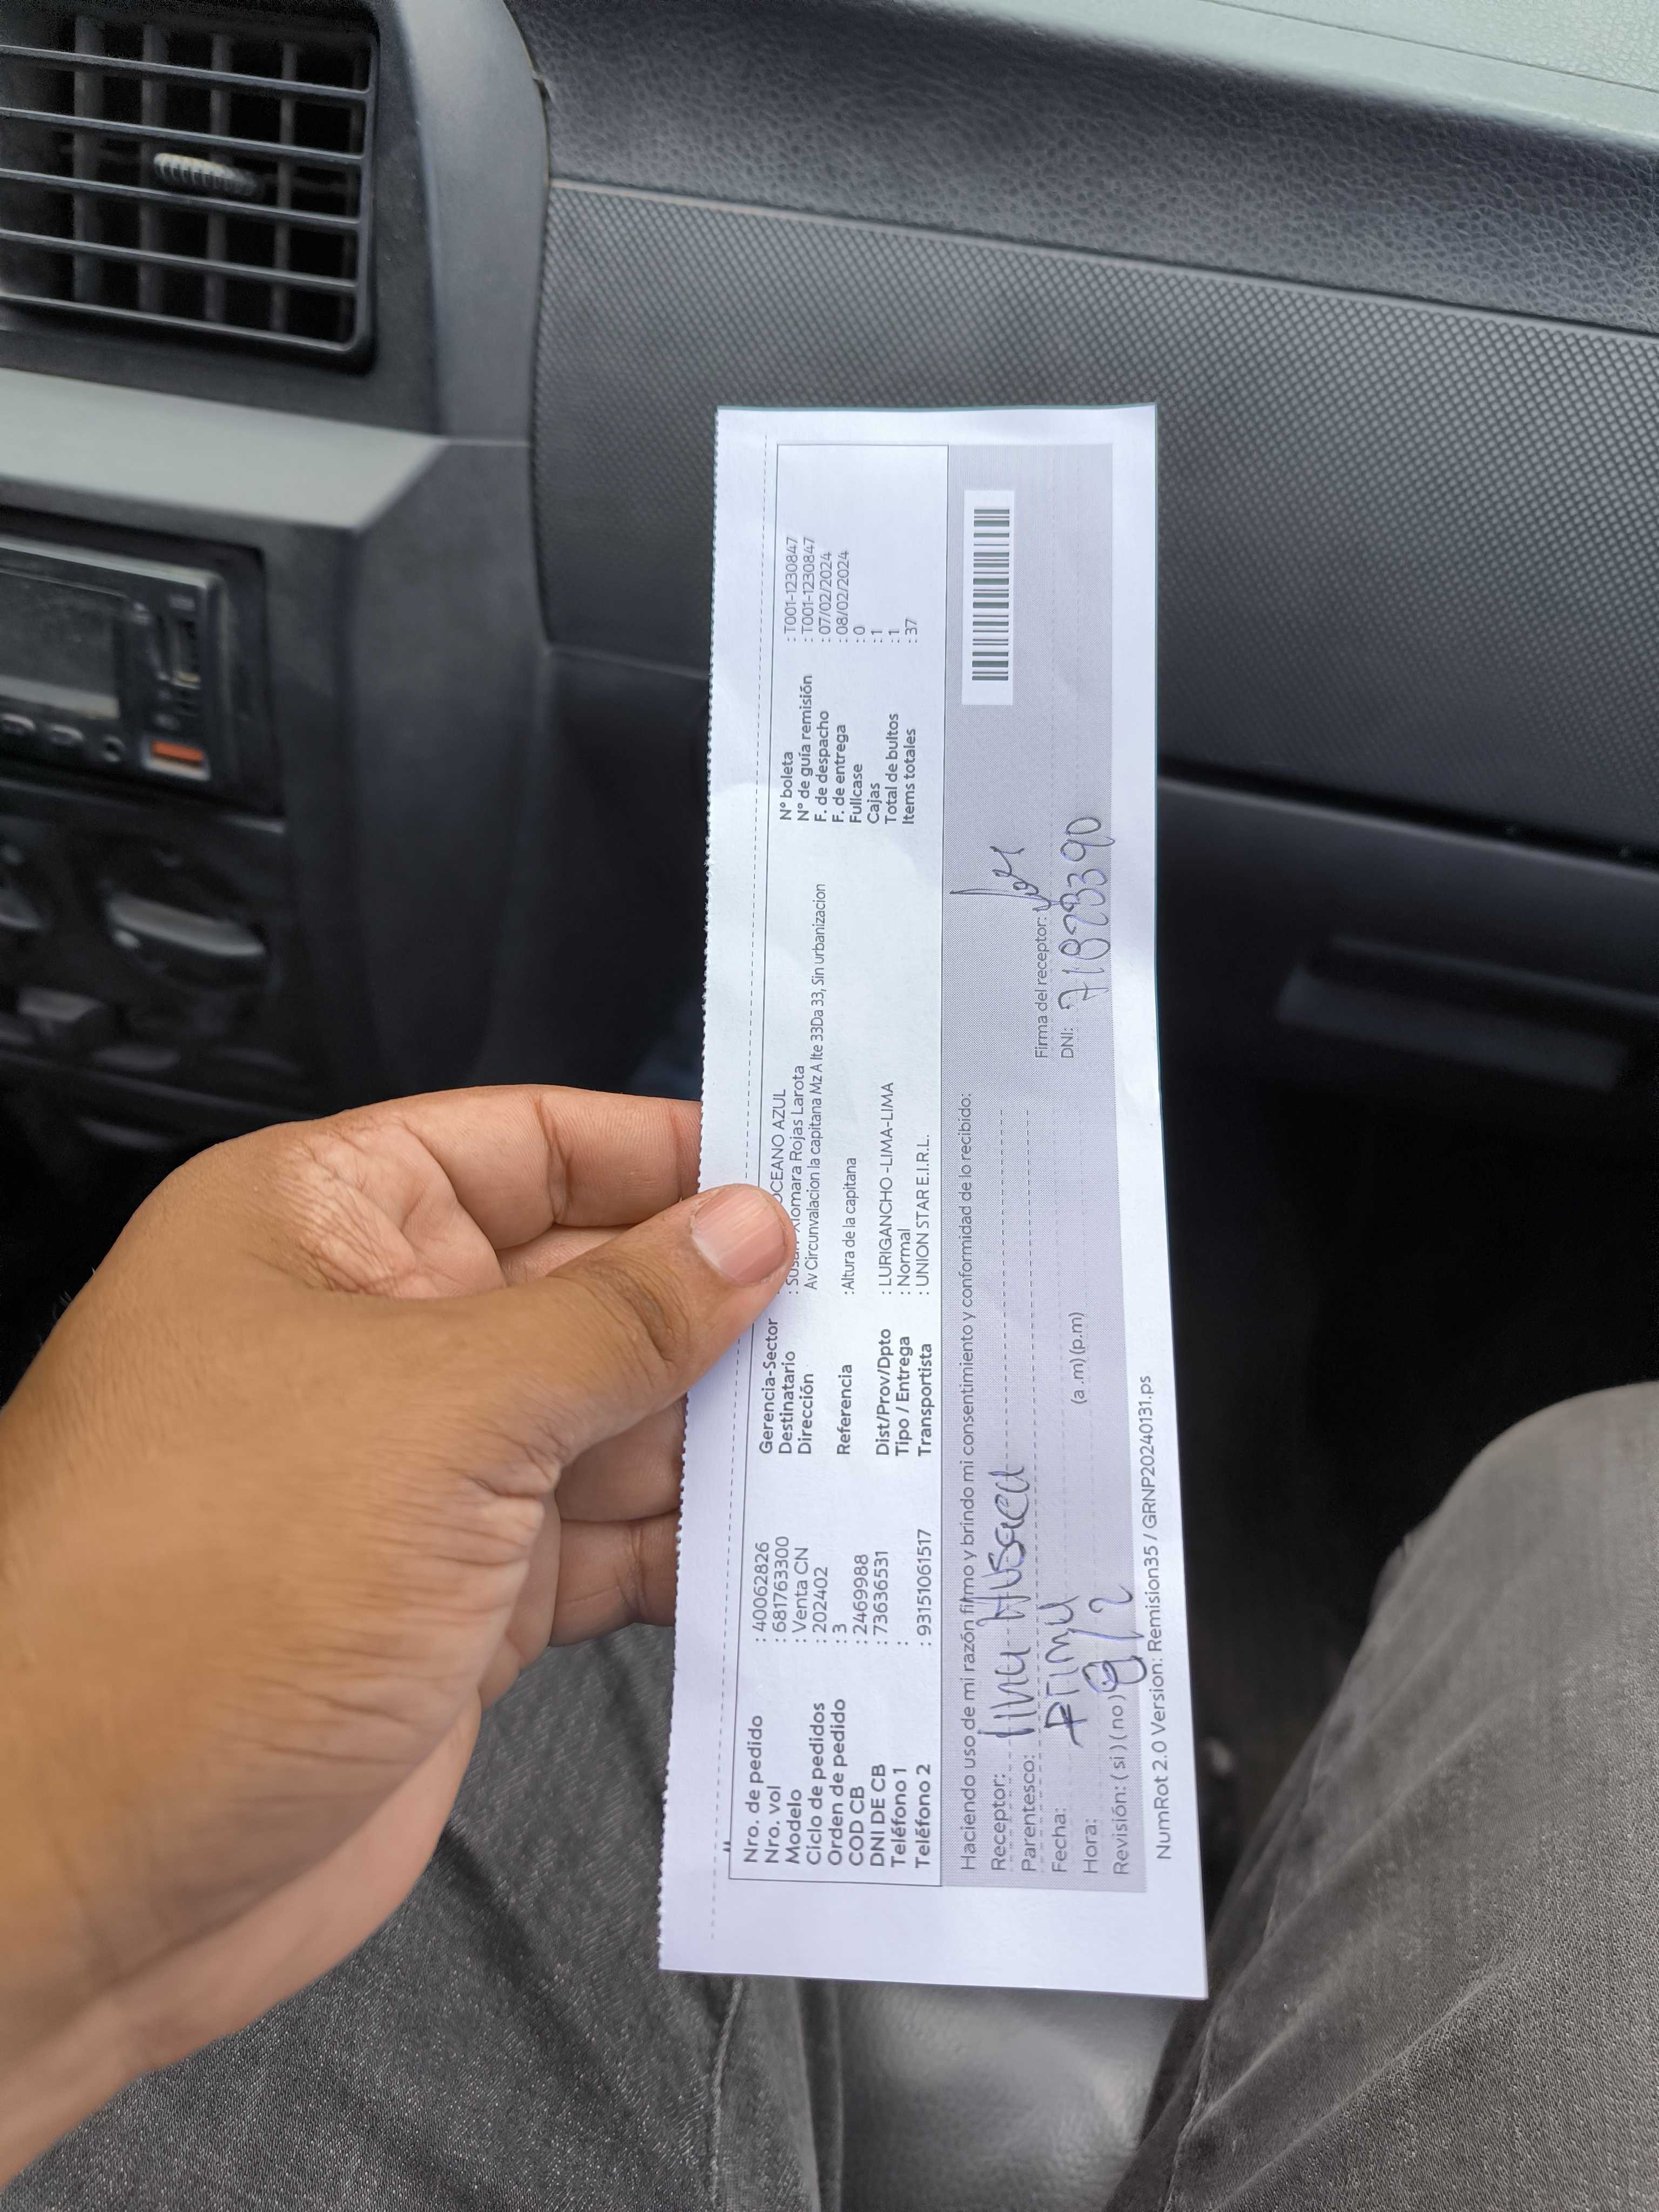 Nro. de pedido : 40062826 Gerencia-Sector OCEANO AZUL N° boleta : T001-1230847
Nro. vol : 681763300 Destinatario : Rojas Larota N° de guía remisión : T001-1230847
Modelo : Venta CN Dirección Av Circunvalacion la capitana Mz A lte 33Da 33, Sin urbanizacion F. de despacho : 07/02/2024
Ciclo de pedidos : 202402 F. de entrega : 08/02/2024
Orden de pedido : 3 Referencia : Altura de la capitana Fullcase : 0
COD CB : 2469988 Cajas : 1
DNI DE CB : 73636531 Dist/Prov/Dpto : LURIGANCHO -LIMA-LIMA Total de bultos : 1
Teléfono 1 : Tipo / Entrega : Normal Items totales : 37
Teléfono 2 : 93151061517 Transportista : UNION STAR E.I.R.L.
Haciendo uso de mi razón firmo y brindo mi consentimiento y conformidad de lo recibido:
Receptor:
Parentesco: Firma del receptor:
Fecha: DNI: 71823390
Hora: 9/2 (a .m) (p.m)
Revisión: ( si ) ( no )
NumRot 2.0 Version: Remision35 / GRNP20240131.ps